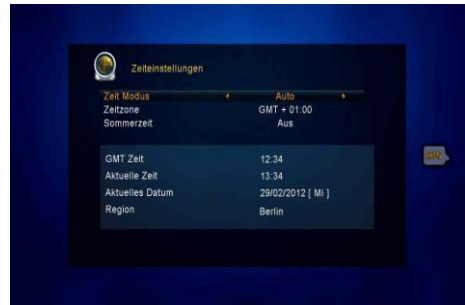 Zeiteinstellungen
Zeit Modus Auto
Zeitzone GMT + 01:00
Sommerzeit Aus
GMT Zeit 12:34
Aktuelle Zeit 13:34
Aktuelles Datum 29/02/2012 [ Mi ]
Region Berlin